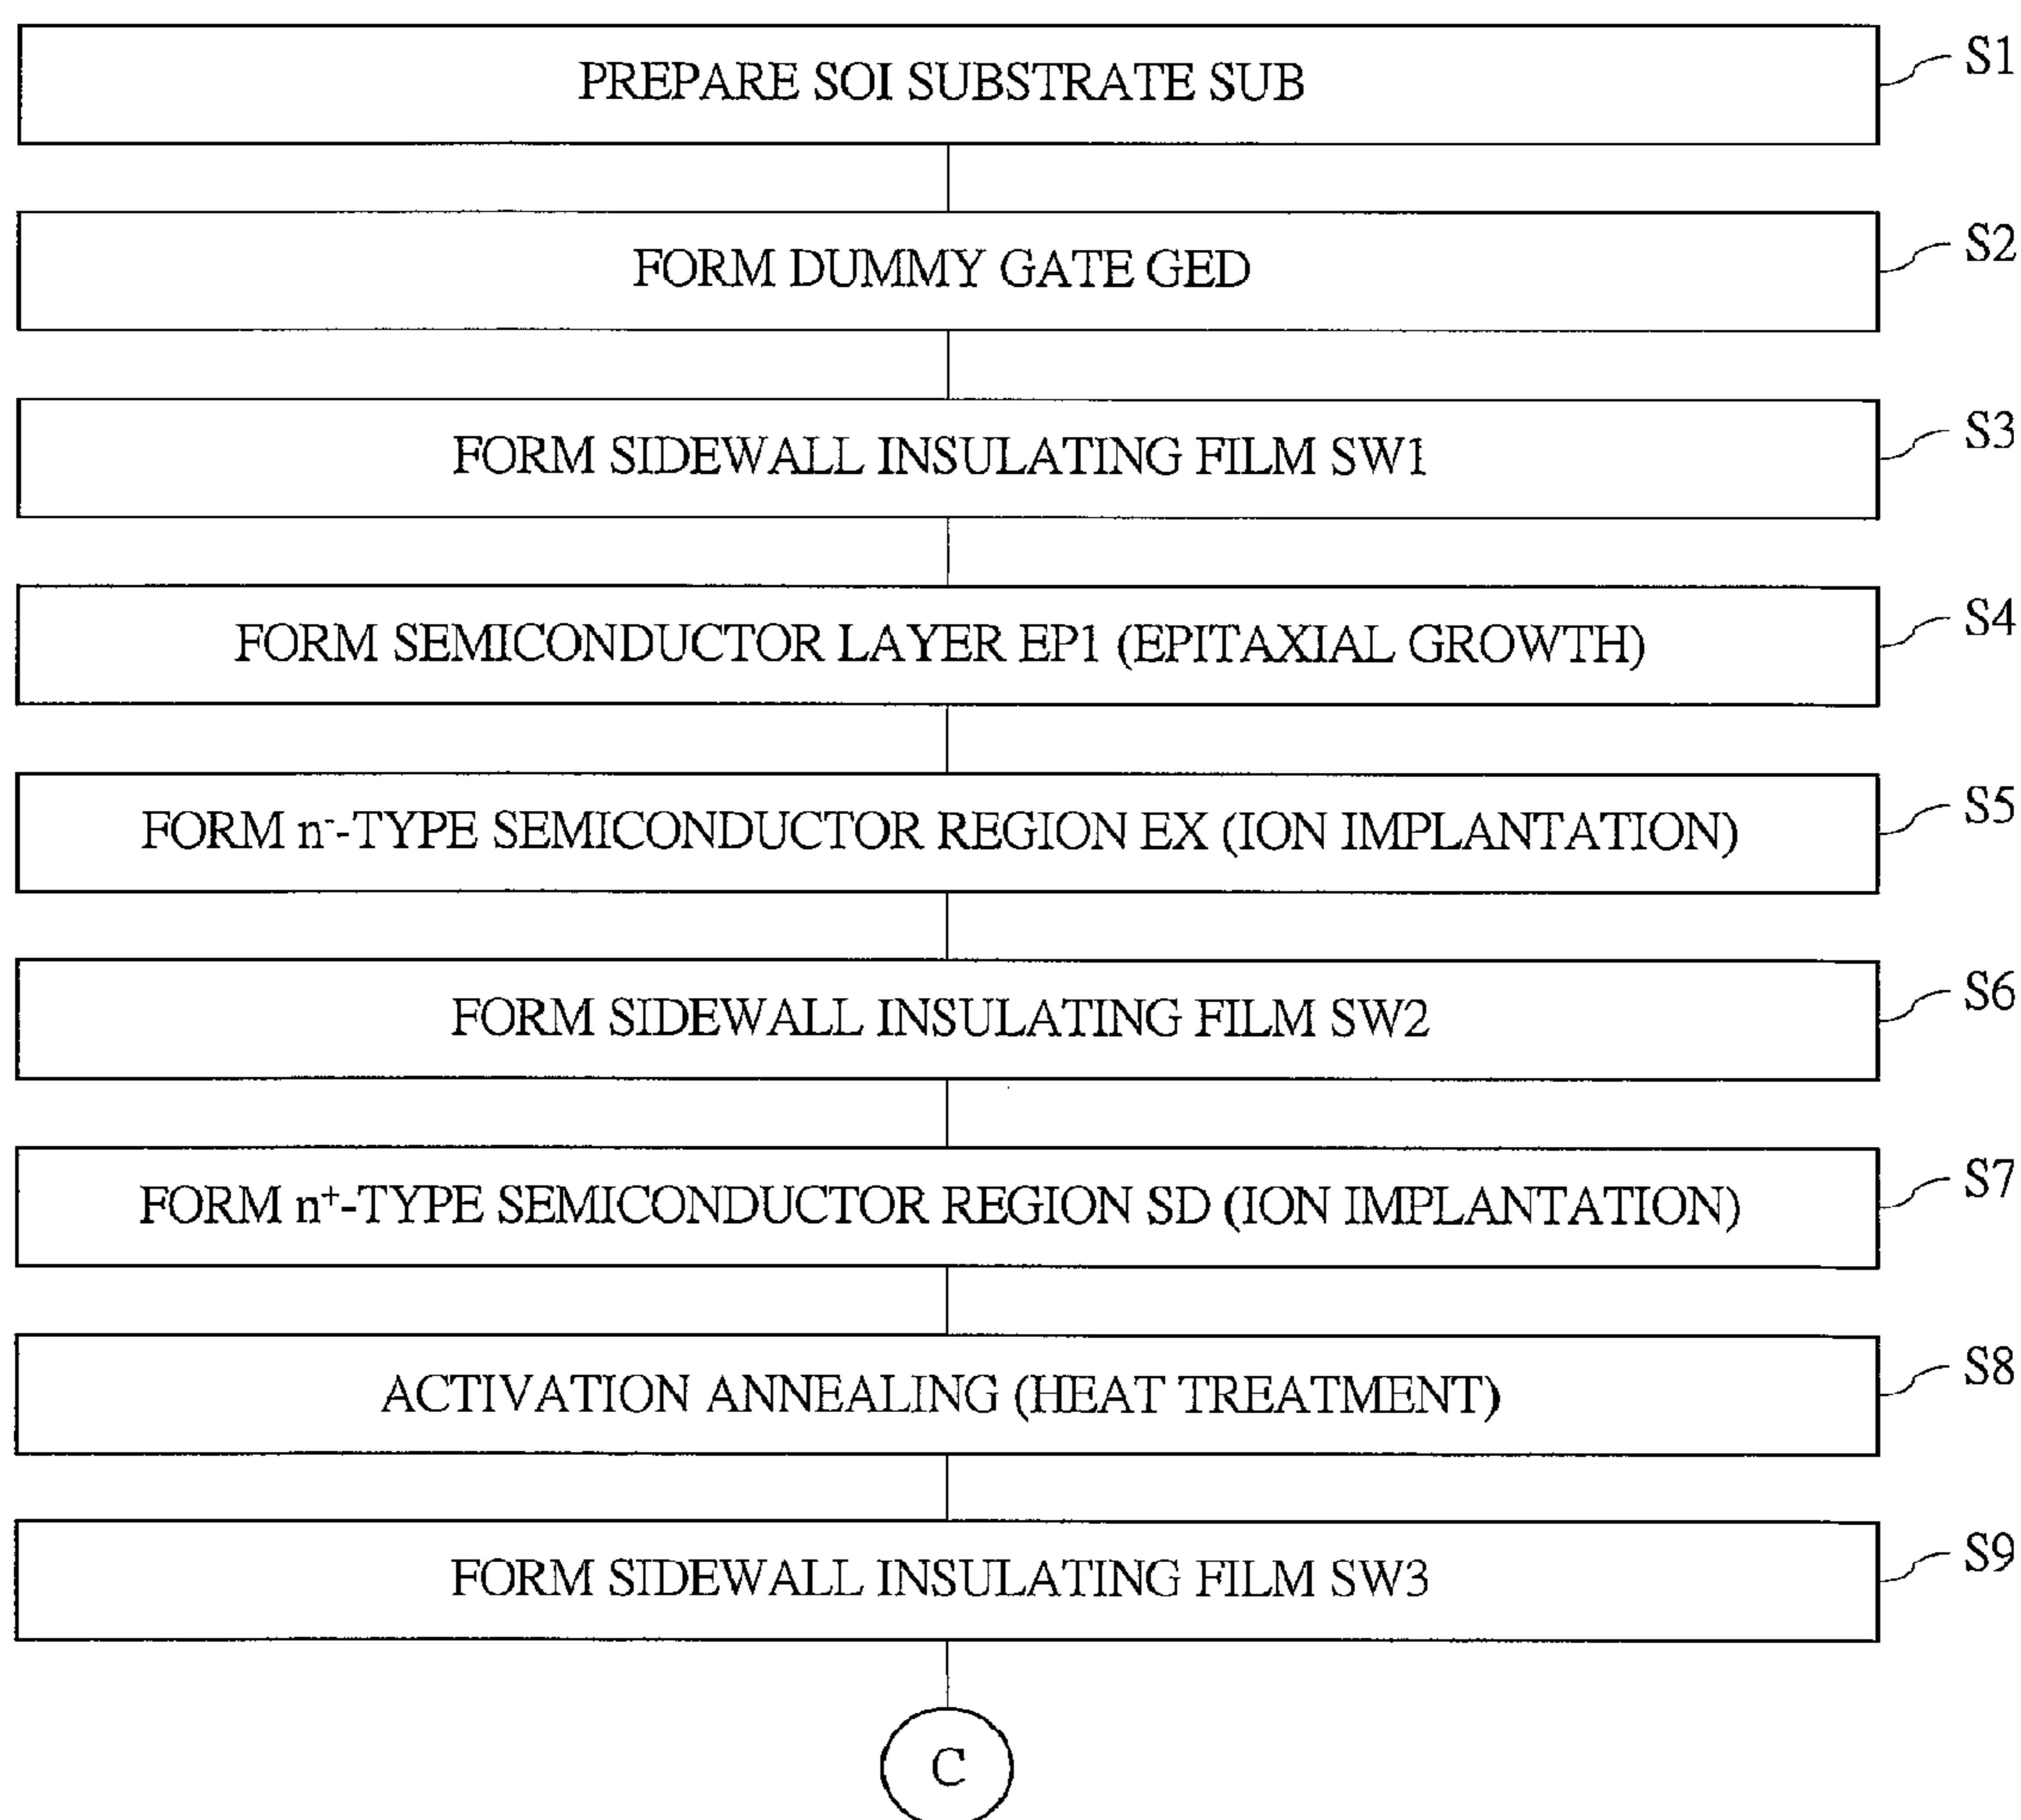 PREPARE SOI SUBSTRATE SUB S1
FORM DUMMY GATE GED S2
FORM SIDEWALL INSULATING FILM SW1 S3
FORM SEMICONDUCTOR LAYER EP1 (EPITAXIAL GROWTH) S4
FORM n⁻-TYPE SEMICONDUCTOR REGION EX (ION IMPLANTATION) S5
FORM SIDEWALL INSULATING FILM SW2 S6
FORM n⁺-TYPE SEMICONDUCTOR REGION SD (ION IMPLANTATION) S7
ACTIVATION ANNEALING (HEAT TREATMENT) S8
FORM SIDEWALL INSULATING FILM SW3 S9
C